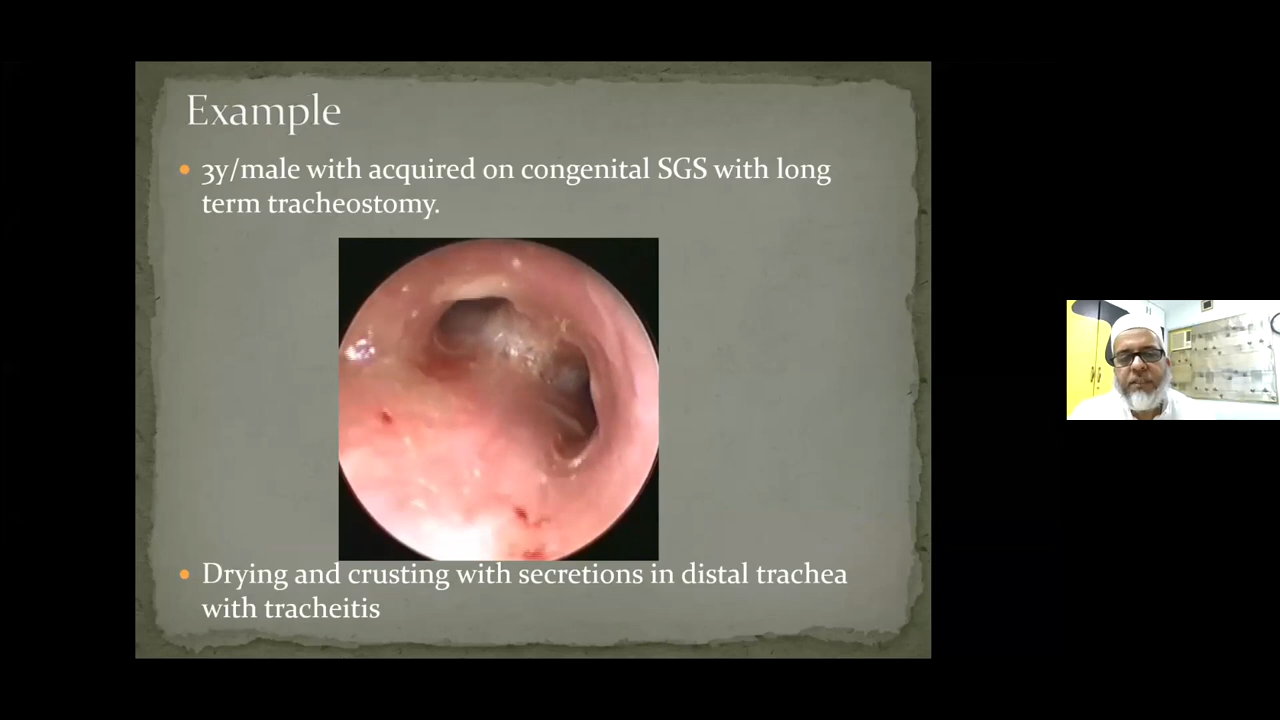 Example
3y/male with acquired on congenital SGS with long
term tracheostomy.
Drying and crusting with secretions in distal trachea
with tracheitis